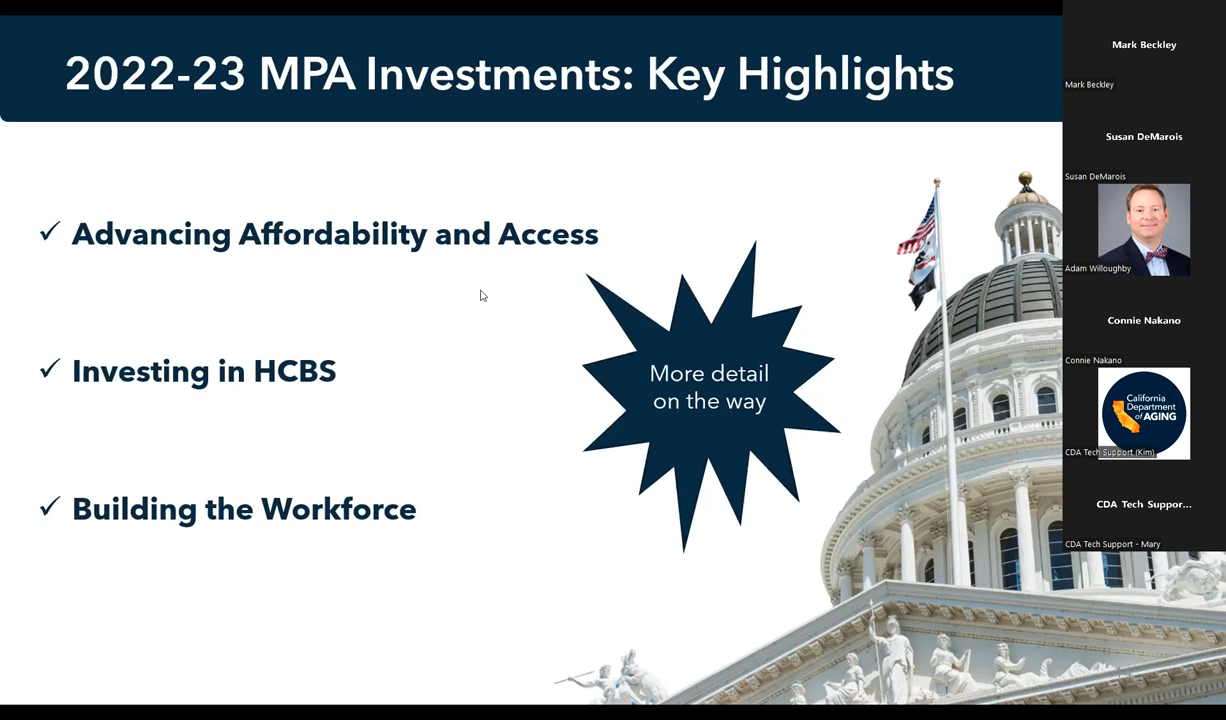 2022-23 MPA Investments: Key Highlights
✓ Advancing Affordability and Access
✓ Investing in HCBS
✓ Building the Workforce
More detail
on the way
Mark Beckley
Mark Beckley
Susan DeMarois
Susan DeMarois
Adam Willoughby
Connie Nakano
Connie Nakano
California
Department
of AGING
CDA Tech Support (Kim)
CDA Tech Suppor...
CDA Tech Support - Mary